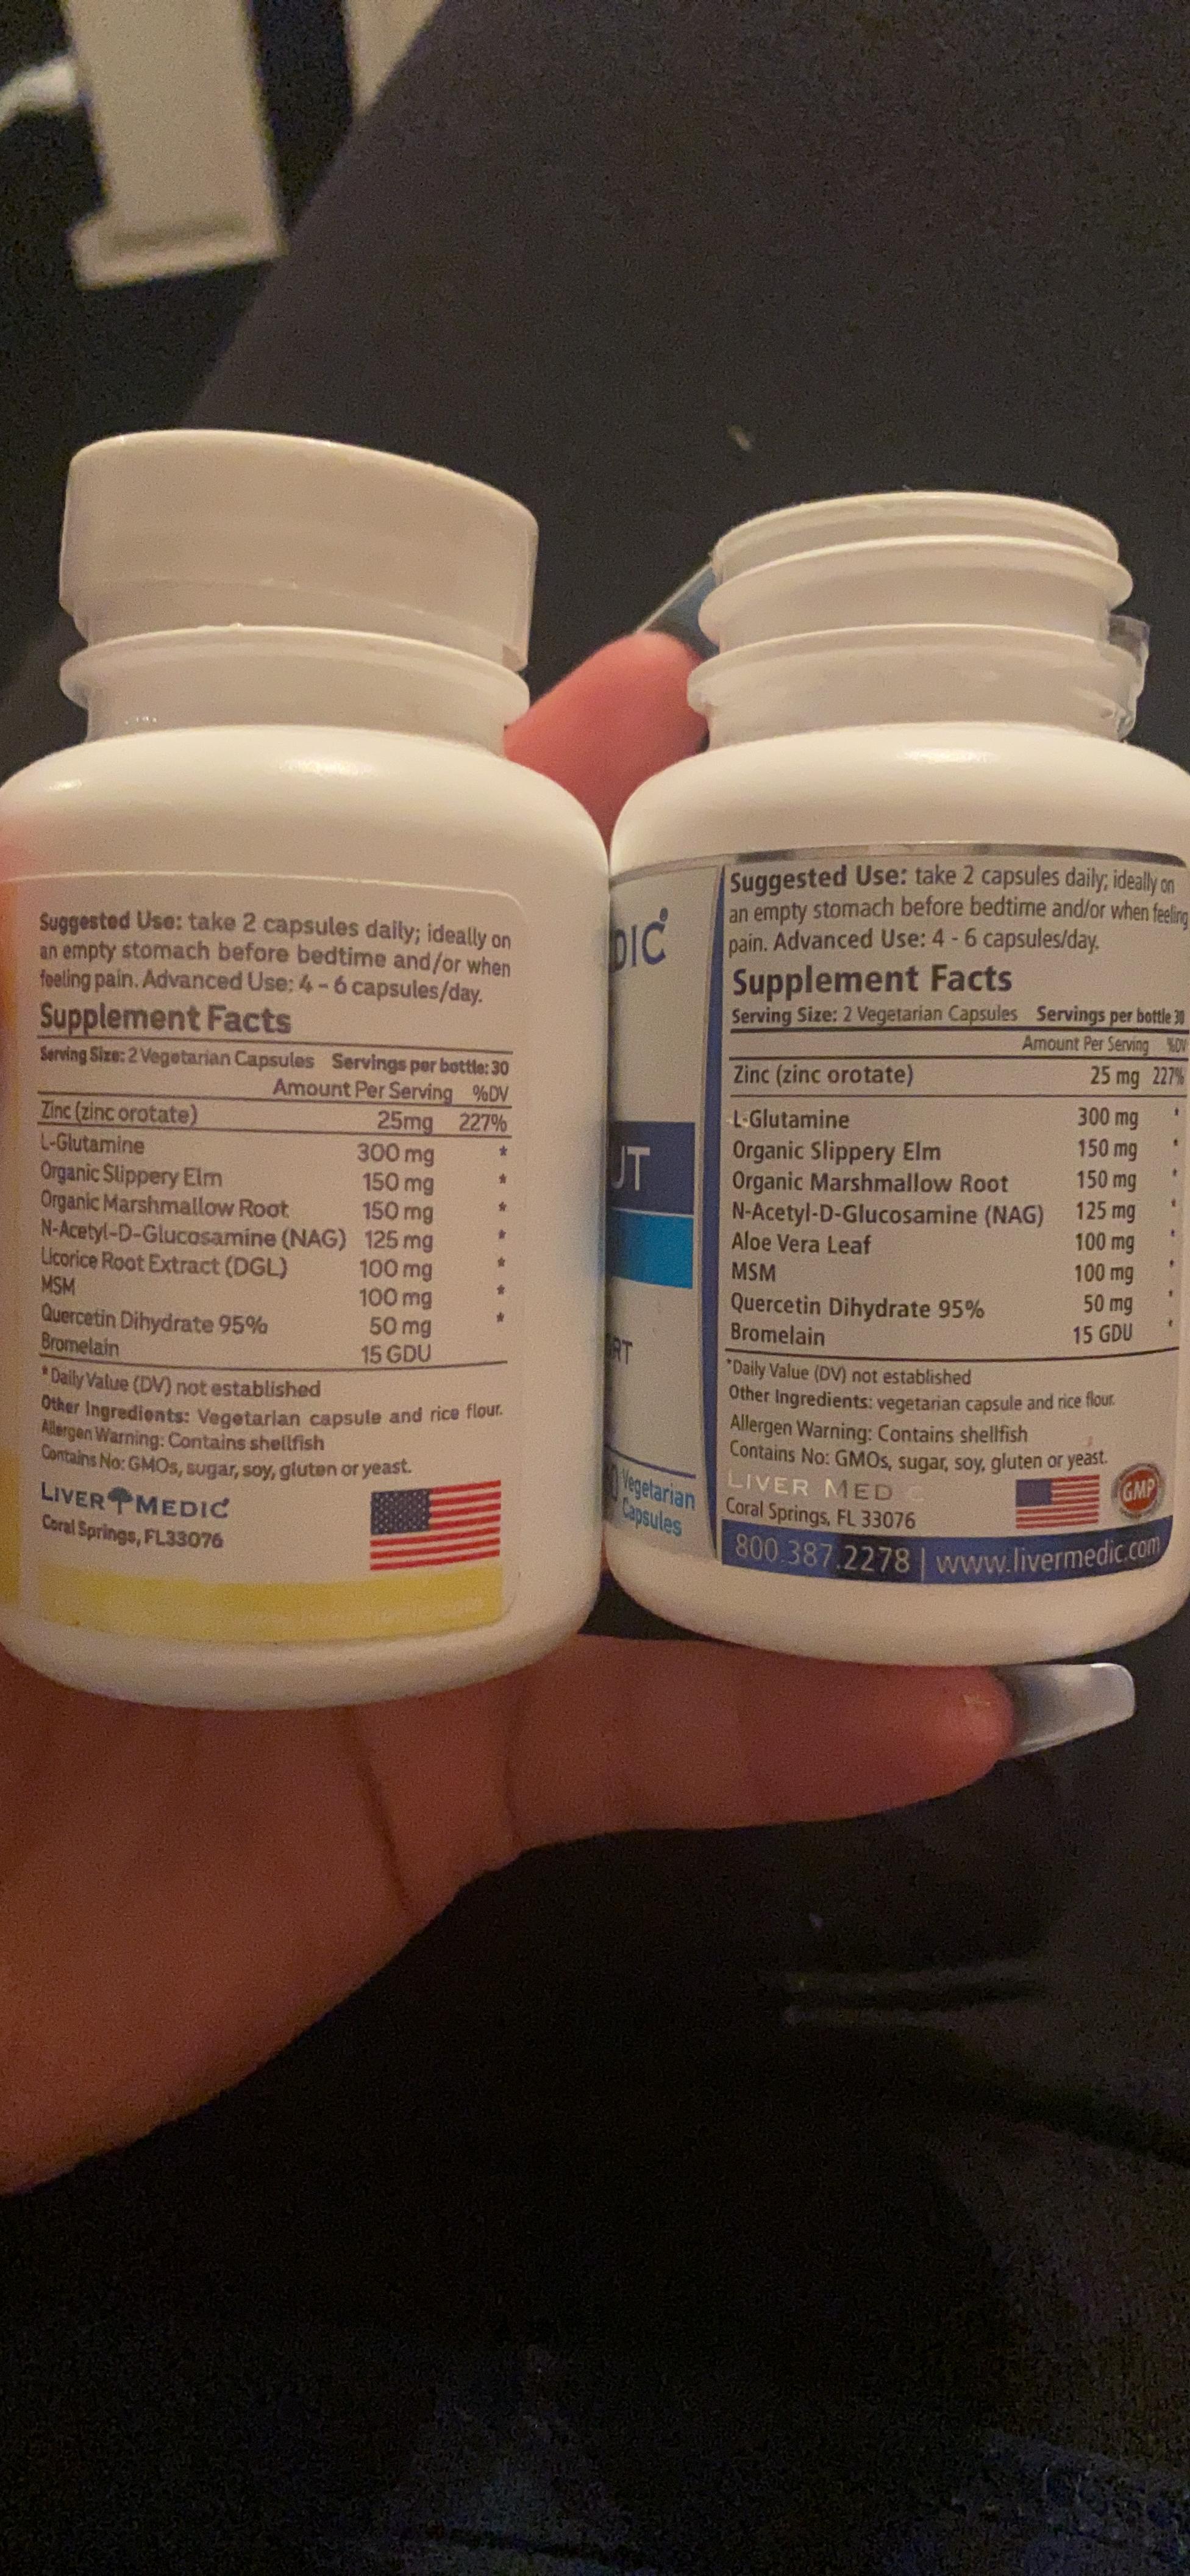 Suggested Use: take 2 capsules daily; ideally on
an empty stomach before bedtime and/or when
feeling pain. Advanced Use: 4 - 6 capsules/day.
Supplement Facts
Serving Size: 2 Vegetarian Capsules Servings per bottle: 30
Amount Per Serving %DV
Zinc (zinc orotate) 25mg 227%
L-Glutamine 300 mg *
Organic Slippery Elm 150 mg *
Organic Marshmallow Root 150 mg *
N-Acetyl-D-Glucosamine (NAG) 125 mg *
Licorice Root Extract (DGL) 100 mg *
MSM 100 mg *
Quercetin Dihydrate 95% 50 mg *
Bromelain 15 GDU
*Daily Value (DV) not established
Other Ingredients: Vegetarian capsule and rice flour.
Allergen Warning: Contains shellfish
Contains No: GMOs, sugar, soy, gluten or yeast.
LIVER MEDIC
Coral Springs, FL33076
DIC
UT
RT
Vegetarian
Capsules
Suggested Use: take 2 capsules daily; ideally on
an empty stomach before bedtime and/or when feeling
pain. Advanced Use: 4 - 6 capsules/day.
Supplement Facts
Serving Size: 2 Vegetarian Capsules Servings per bottle 30
Amount Per Serving %DV
Zinc (zinc orotate) 25 mg 227%
L-Glutamine 300 mg *
Organic Slippery Elm 150 mg *
Organic Marshmallow Root 150 mg *
N-Acetyl-D-Glucosamine (NAG) 125 mg *
Aloe Vera Leaf 100 mg *
MSM 100 mg *
Quercetin Dihydrate 95% 50 mg *
Bromelain 15 GDU *
*Daily Value (DV) not established
Other Ingredients: vegetarian capsule and rice flour.
Allergen Warning: Contains shellfish
Contains No: GMOs, sugar, soy, gluten or yeast.
LIVER MED C
Coral Springs, FL 33076
GMP
800.387.2278 | www.livermedic.com